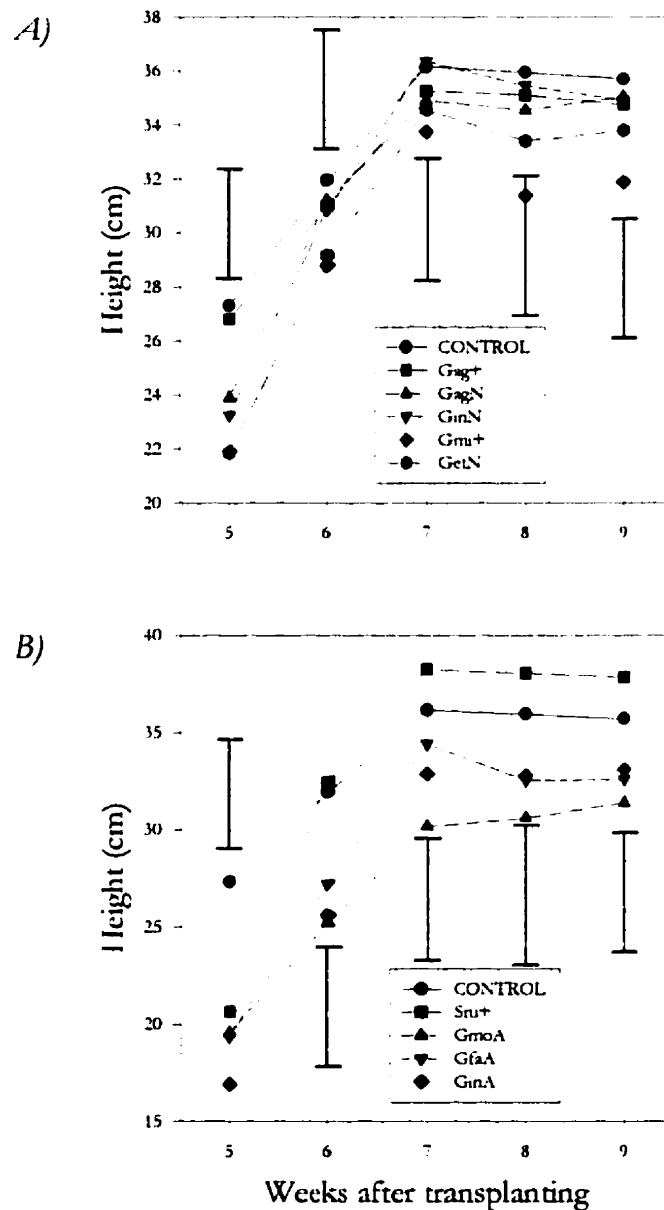 A)
38
36
34
32
30
28
26
24
22
20
Height (cm)
CONTROL
Gag+
GagN
GinN
Gmi+
GetN
5 6 7 8 9
B)
40
35
30
25
20
15
Height (cm)
CONTROL
Sru+
GmoA
GfaA
GinA
5 6 7 8 9
Weeks after transplanting